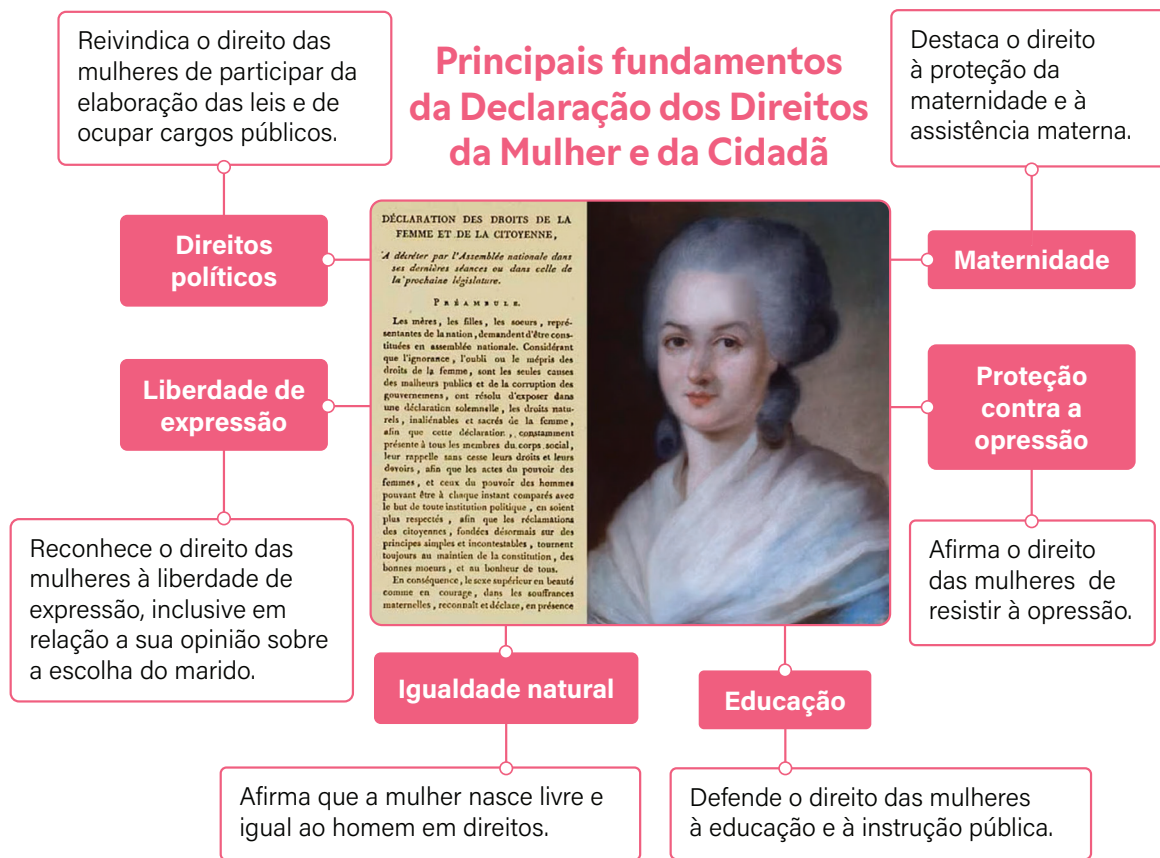 Principais fundamentos
da Declaração dos Direitos
da Mulher e da Cidadã
Reivindica o direito das
mulheres de participar da
elaboração das leis e de
ocupar cargos públicos.
Direitos
políticos
Liberdade de
expressão
Reconhece o direito das
mulheres à liberdade de
expressão, inclusive em
relação a sua opinião sobre
a escolha do marido.
DÉCLARATION DES DROITS DE LA
FEMME ET DE LA CITOYENNE,
A décréter par l'Assemblée nationale dans
ses dernières séances ou dans celle de
la prochaine législature.
PRÉAMBULE.
Les mères, les filles, les soeurs, repré-
sentantes de la nation, demandent d'être cons-
tituées en assemblée nationale. Considérant
que l'ignorance, l'oubli ou le mépris des
droits de la femme, sont les seules causes
des malheurs publics et de la corruption des
gouvernemens, ont résolu d'exposer dans
une déclaration solemnelle, les droits natu-
rels, inaliénables et sacrés de la femme,
afin que cette déclaration, constamment
présente à tous les membres du corps social,
leur rappelle sans cesse leurs droits et leurs
devoirs, afin que les actes du pouvoir des
femmes, et ceux du pouvoir des hommes
pouvant être à chaque instant comparés avec
le but de toute institution politique, en soient
plus respectés, afin que les réclamations
des citoyennes, fondées désormais sur des
principes simples et incontestables, tournent
toujours au maintien de la constitution, des
bonnes moeurs, et au bonheur de tous.
En conséquence, le sexe supérieur en beauté
comme en courage, dans les souffrances
maternelles, reconnaît et déclare, en présence
Destaca o direito
à proteção da
maternidade e à
assistência materna.
Maternidade
Proteção
contra a
opressão
Afirma o direito
das mulheres de
resistir à opressão.
Igualdade natural
Afirma que a mulher nasce livre e
igual ao homem em direitos.
Educação
Defende o direito das mulheres
à educação e à instrução pública.